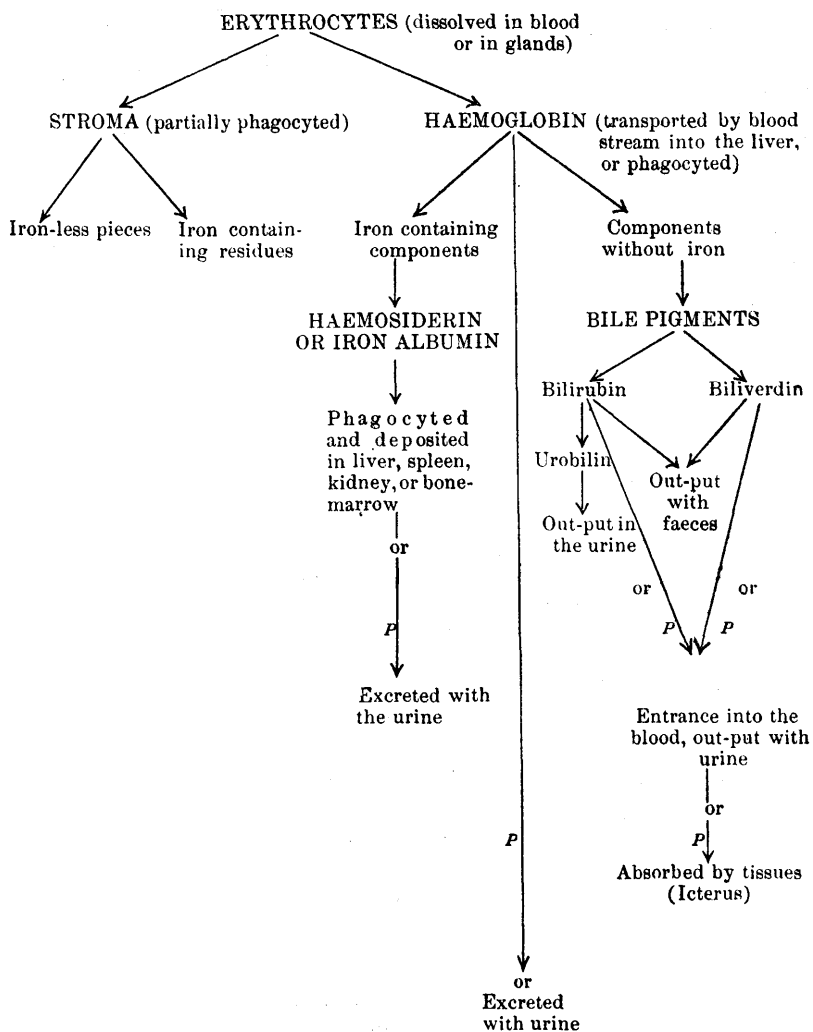 ERYTHROCYTES (dissolved in blood
or in glands)
STROMA (partially phagocyted)
HAEMOGLOBIN (transported by blood
stream into the liver,
or phagocyted)
Iron-less pieces
Iron contain-
ing residues
Iron containing
components
Components
without iron
HAEMOSIDERIN
OR IRON ALBUMIN
BILE PIGMENTS
Bilirubin
Biliverdin
Phagocyted
and deposited
in liver, spleen,
kidney, or bone-
marrow
Urobilin
Out-put
with
faeces
Out-put in
the urine
or
or
or
P
P
P
Excreted with
the urine
Entrance into the
blood, out-put with
urine
or
P
P
Absorbed by tissues
(Icterus)
or
Excreted
with urine